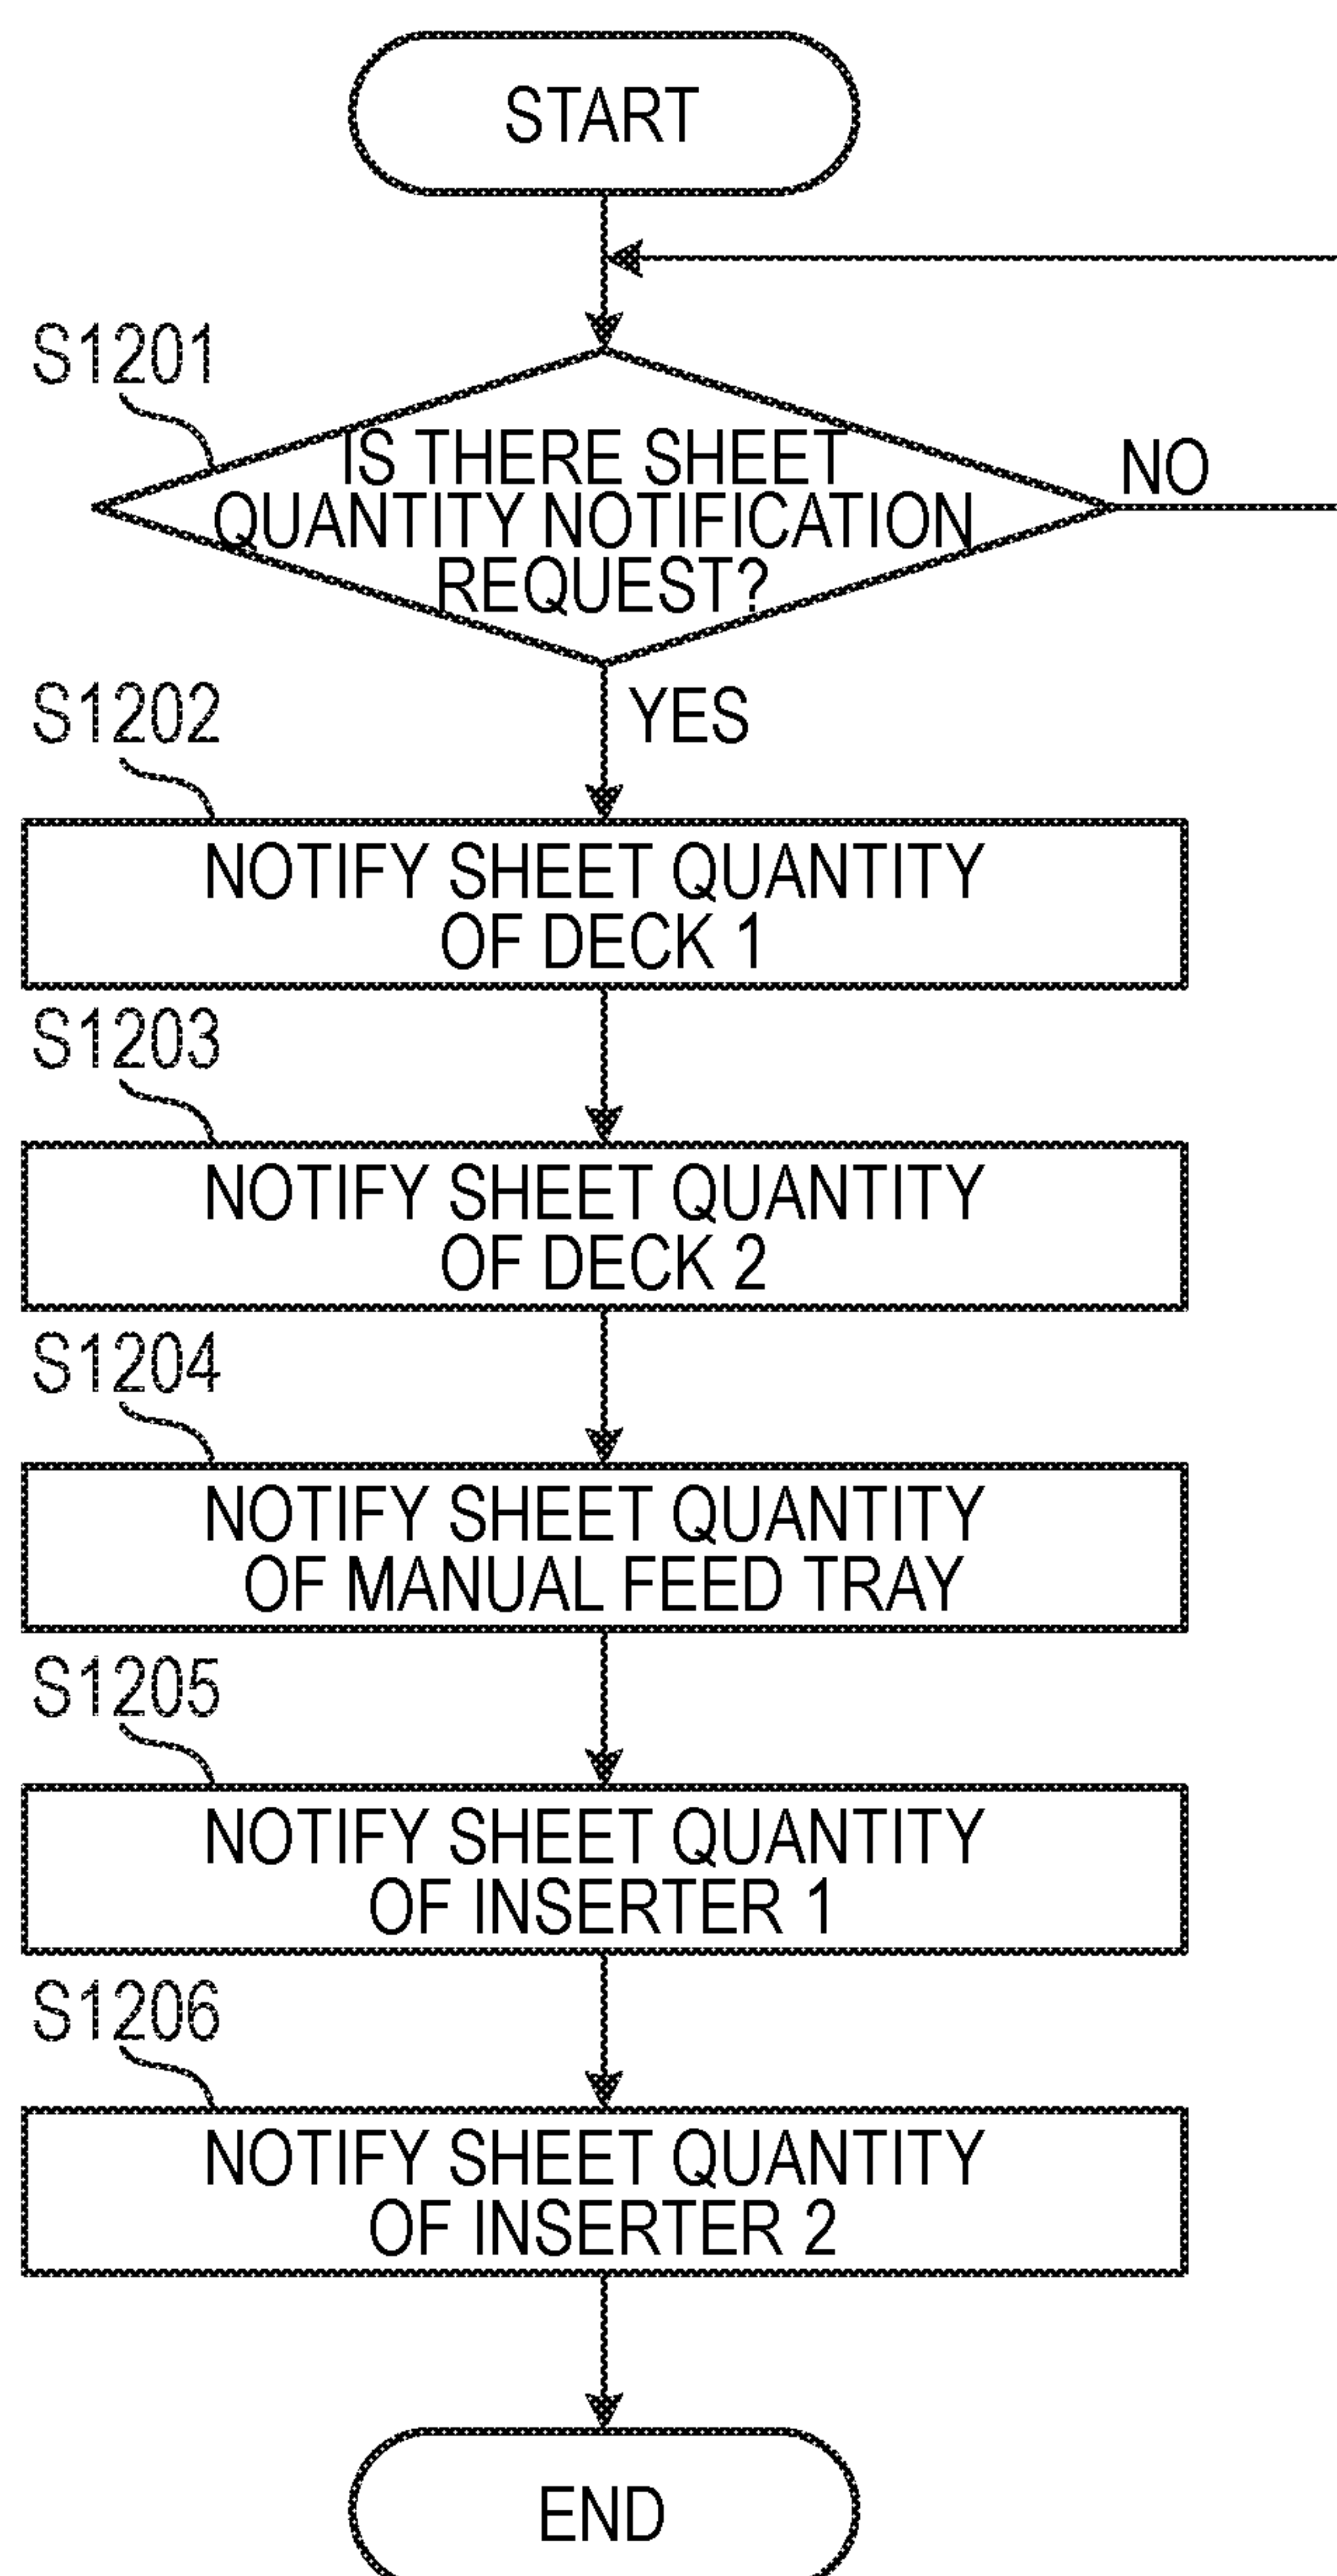 START
S1201
IS THERE SHEET
QUANTITY NOTIFICATION
REQUEST?
NO
YES
S1202
NOTIFY SHEET QUANTITY
OF DECK 1
S1203
NOTIFY SHEET QUANTITY
OF DECK 2
S1204
NOTIFY SHEET QUANTITY
OF MANUAL FEED TRAY
S1205
NOTIFY SHEET QUANTITY
OF INSERTER 1
S1206
NOTIFY SHEET QUANTITY
OF INSERTER 2
END